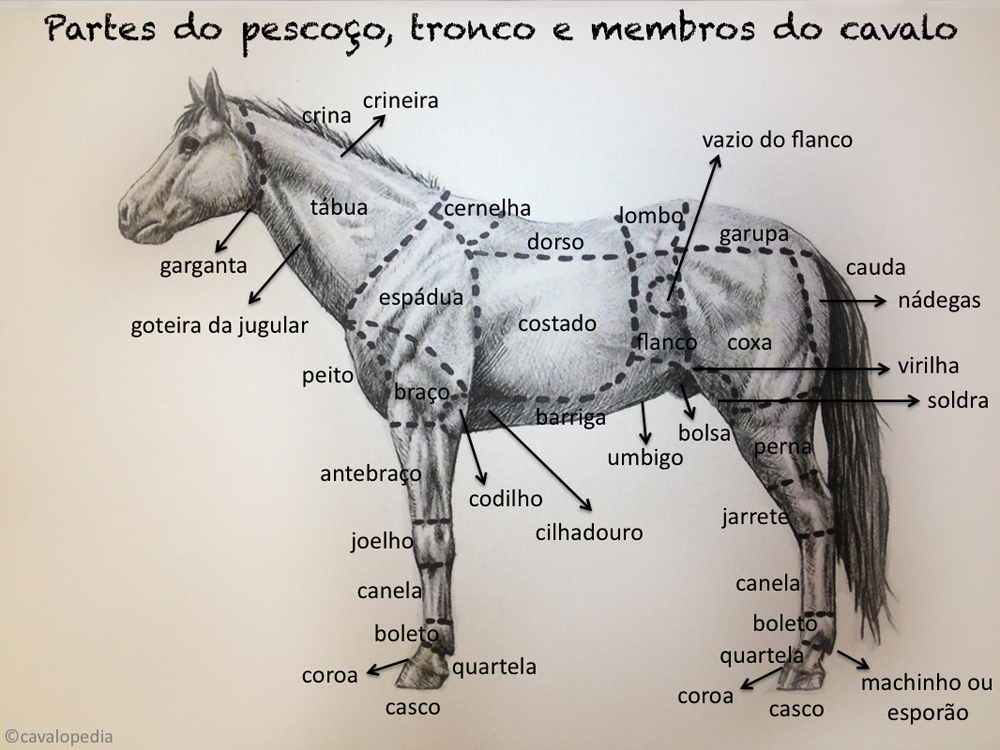 Partes do pescoço, tronco e membros do cavalo
crineira
crina
vazio do flanco
tábua
cernelha
lombo
garupa
dorso
garganta
cauda
espádua
nádegas
goteira da jugular
costado
flanco
coxa
virilha
peito
braço
soldra
barriga
bolsa
umbigo
perna
antebraço
codilho
jarrete
cilhadouro
joelho
canela
canela
boleto
boleto
quartela
quartela
coroa
machinho ou
esporão
coroa
casco
casco
©cavalopedia